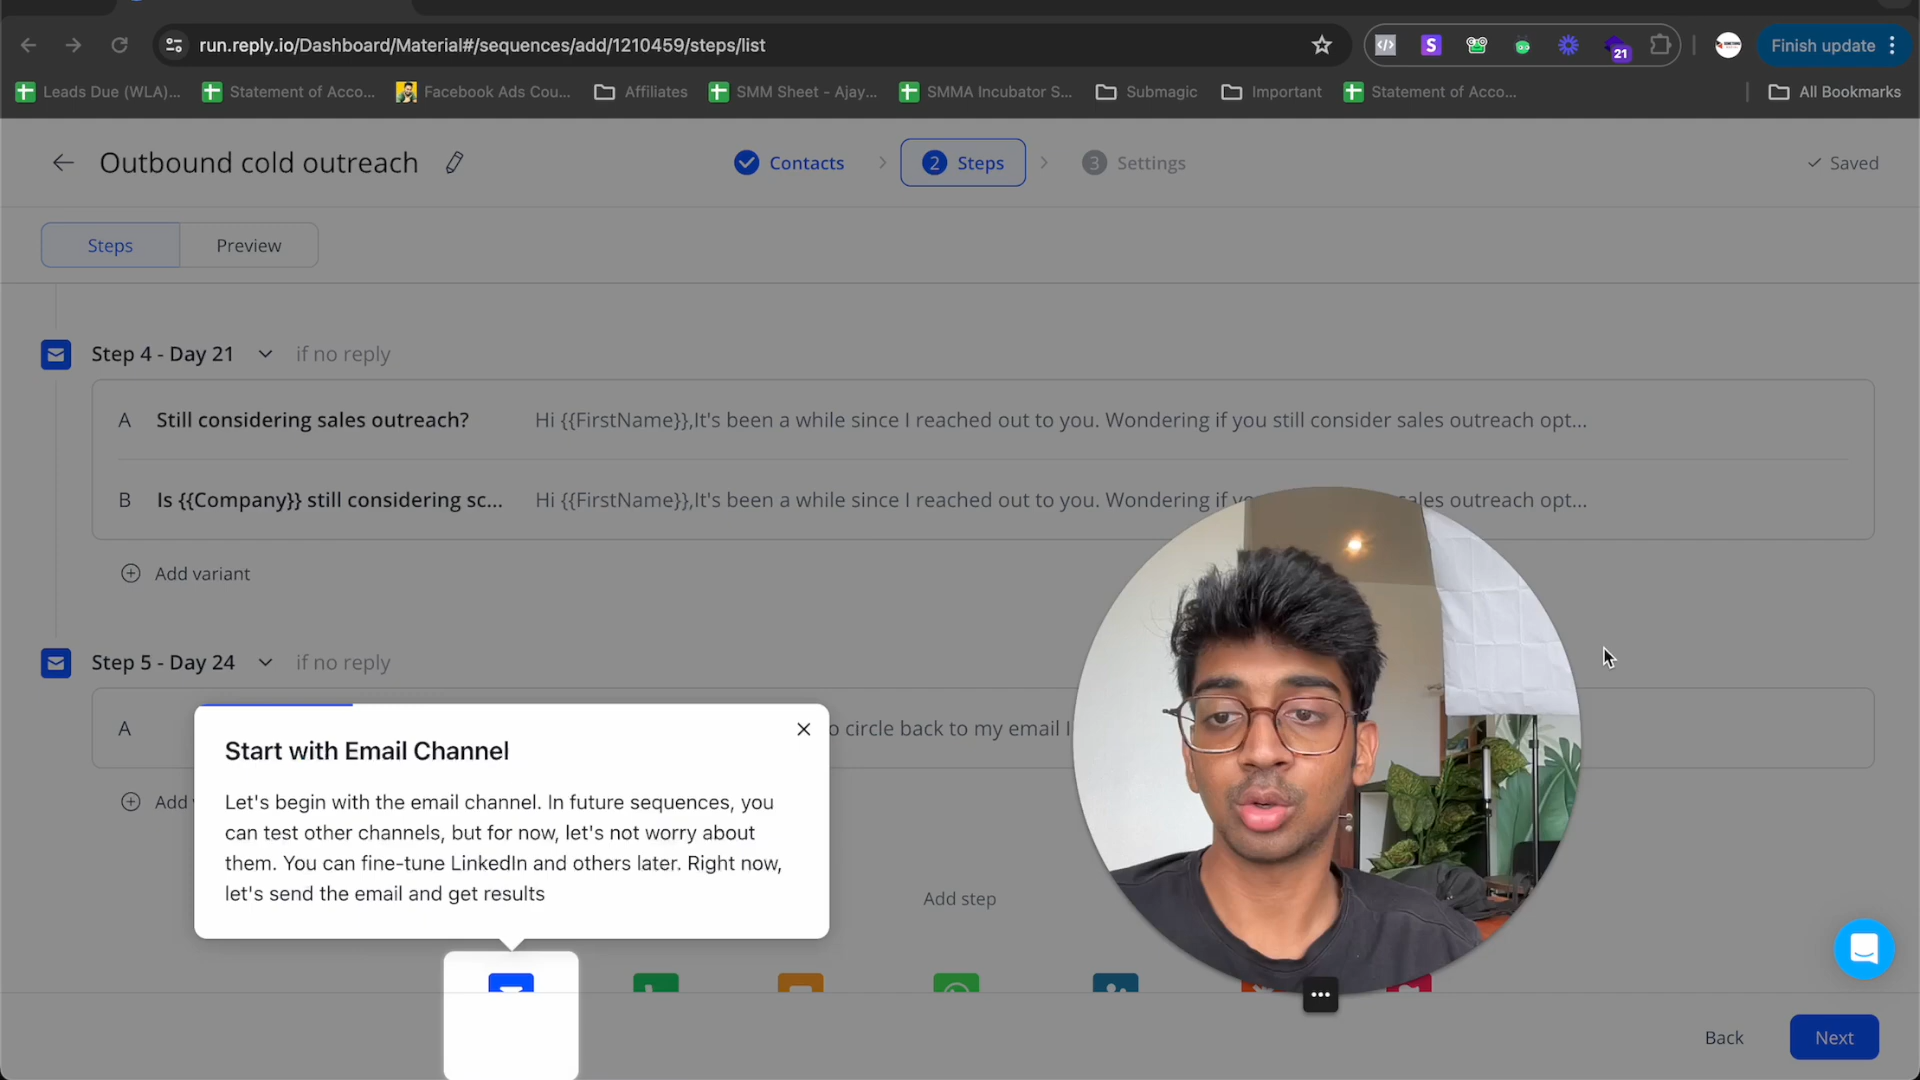 run.reply.io/Dashboard/Material#/sequences/add/1210459/steps/list
S
21
Finish update
Leads Due (WLA)...
Statement of Acco...
Facebook Ads Cou...
Affiliates
SMM Sheet - Ajay...
SMMA Incubator S...
Submagic
Important
Statement of Acco...
All Bookmarks
Outbound cold outreach
Contacts
2 Steps
3 Settings
Saved
Steps
Preview
Step 4 - Day 21
if no reply
A Still considering sales outreach? Hi {{FirstName}},It's been a while since I reached out to you. Wondering if you still consider sales outreach opt...
B Is {{Company}} still considering sc... Hi {{FirstName}},It's been a while since I reached out to you. Wondering if sales outreach opt...
Add variant
Step 5 - Day 24
if no reply
A
o circle back to my email I
Add
Start with Email Channel
Let's begin with the email channel. In future sequences, you
can test other channels, but for now, let's not worry about
them. You can fine-tune LinkedIn and others later. Right now,
let's send the email and get results
Add step
Back
Next